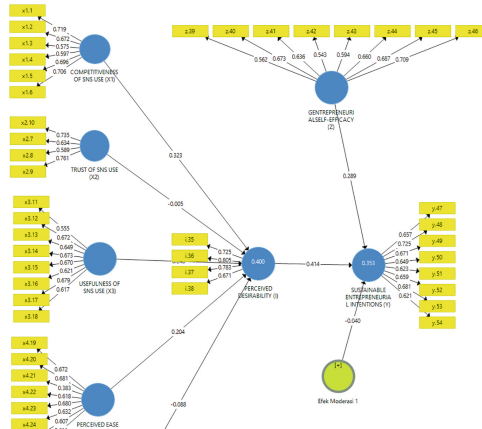 x1.1
x1.2
x1.3
x1.4
x1.5
x1.6
0.719
0.672
0.575
0.597
0.696
0.706
COMPETITIVENESS
OF SNS USE (X1)
z.39
z.40
z.41
z.42
z.43
z.44
z.45
z.46
0.562
0.673
0.636
0.543
0.594
0.660
0.687
0.709
GENTREPRENEURI
ALSELF-EFFICACY
(Z)
x2.10
x2.7
x2.8
x2.9
0.735
0.634
0.589
0.761
TRUST OF SNS USE
(X2)
0.323
-0.005
0.289
x3.11
x3.12
x3.13
x3.14
x3.15
x3.16
x3.17
x3.18
0.555
0.672
0.649
0.673
0.670
0.621
0.679
0.617
USEFULNESS OF
SNS USE (X3)
i.35
i.36
i.37
i.38
0.725
0.805
0.783
0.671
0.400
PERCEIVED
DESIRABILITY (I)
0.414
0.353
SUSTAINABLE
ENTREPRENEURIA
L INTENTIONS (Y)
y.47
y.48
y.49
y.50
y.51
y.52
y.53
y.54
0.657
0.725
0.671
0.649
0.623
0.659
0.681
0.621
0.204
-0.040
-0.088
[+]
Efek Moderasi 1
x4.19
x4.20
x4.21
x4.22
x4.23
x4.24
0.672
0.681
0.383
0.618
0.680
0.632
0.607
PERCEIVED EASE